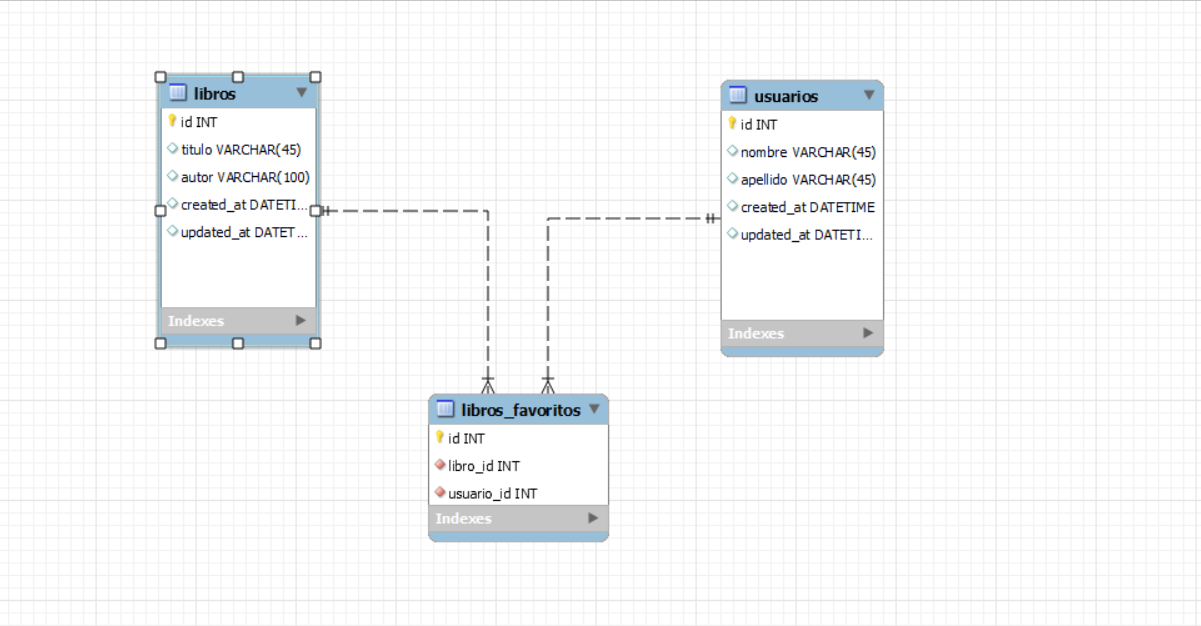 libros
id INT
titulo VARCHAR(45)
autor VARCHAR(100)
created_at DATETI...
updated_at DATET...
Indexes
usuarios
id INT
nombre VARCHAR(45)
apellido VARCHAR(45)
created_at DATETIME
updated_at DATETI...
Indexes
libros_favoritos
id INT
libro_id INT
usuario_id INT
Indexes